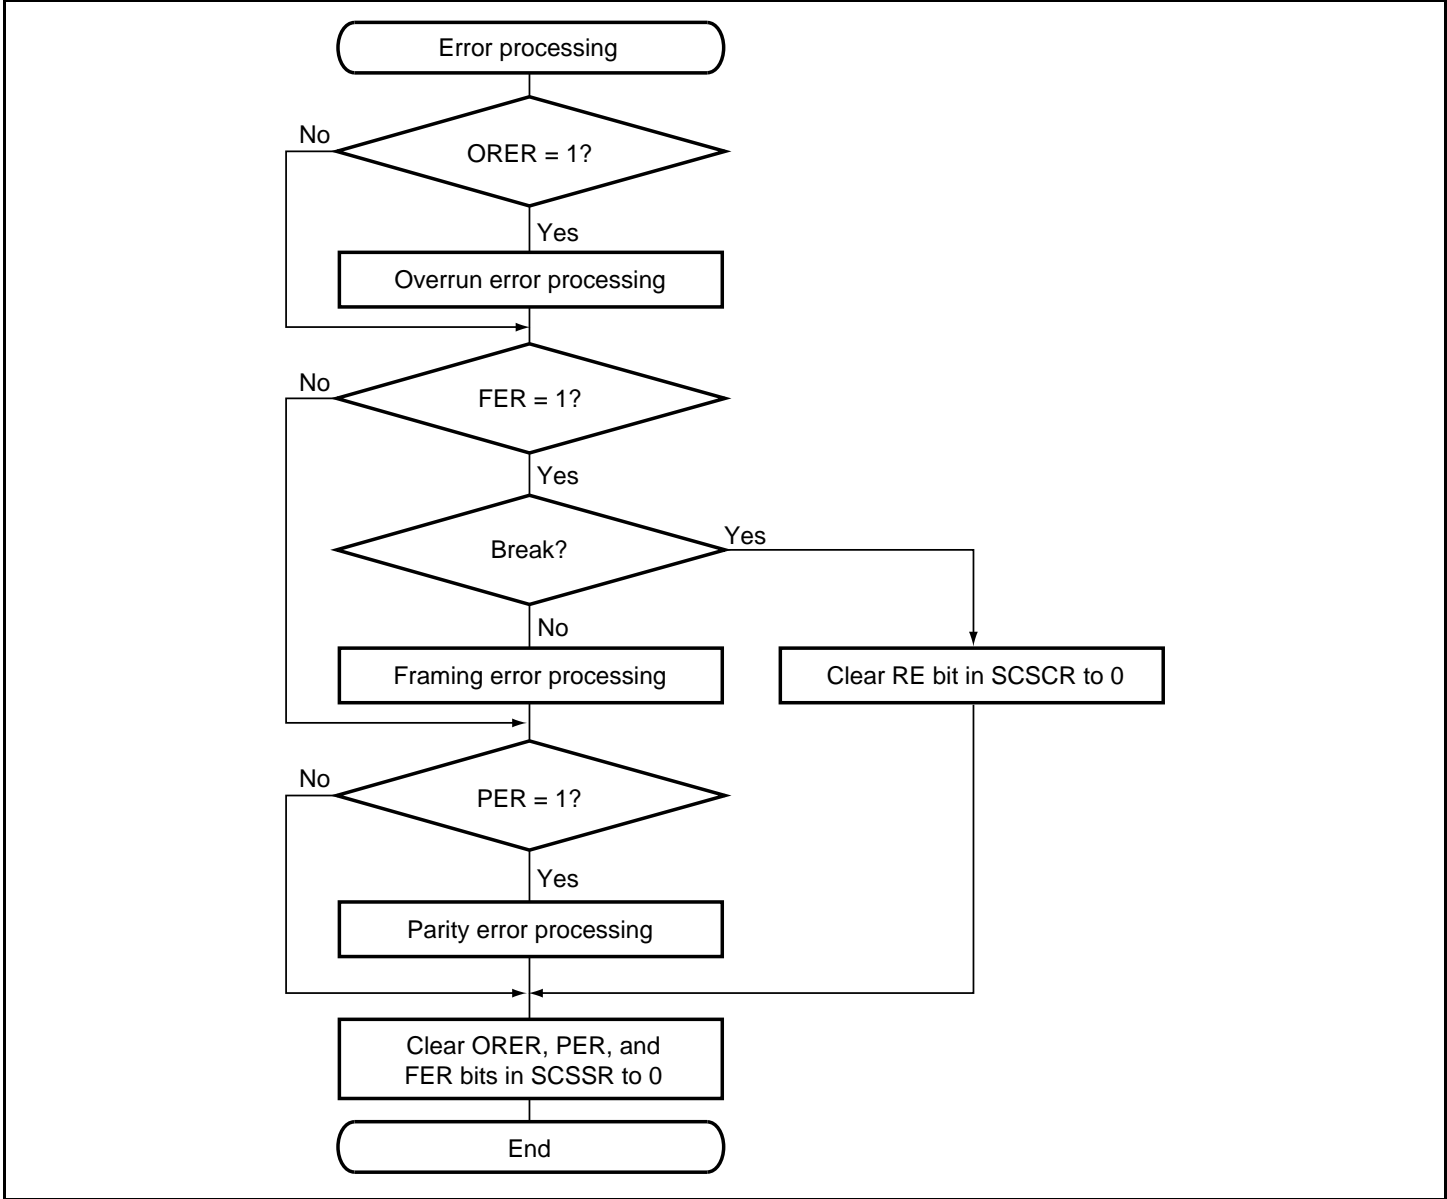 Error processing
No
ORER = 1?
Yes
Overrun error processing
No
FER = 1?
Yes
Break?
Yes
No
Framing error processing
Clear RE bit in SCSCR to 0
No
PER = 1?
Yes
Parity error processing
Clear ORER, PER, and
FER bits in SCSSR to 0
End